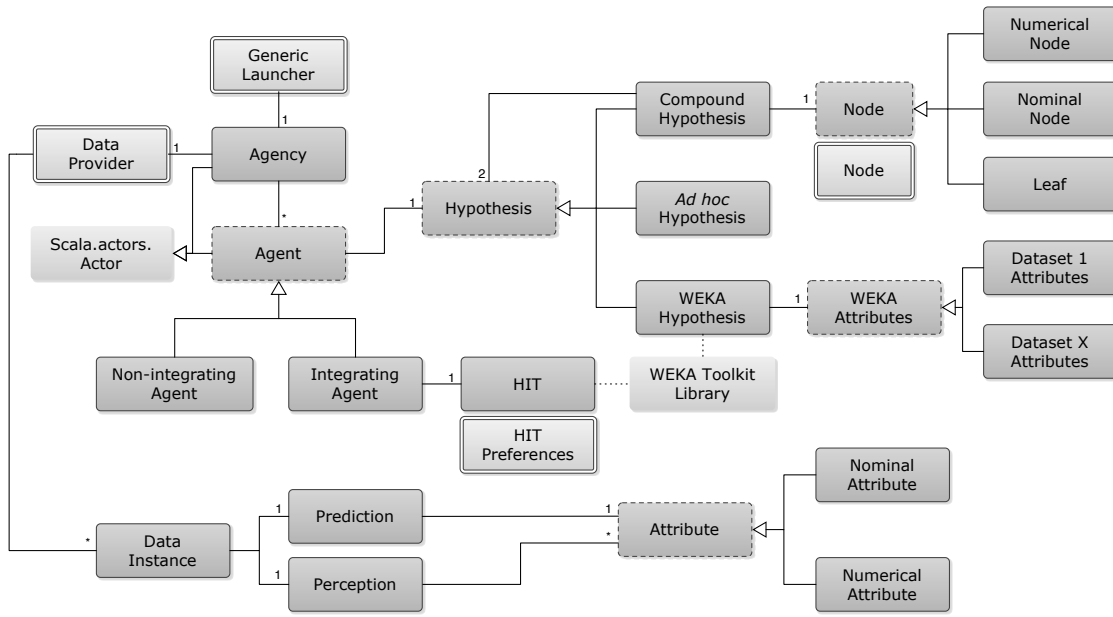 Generic
Launcher
1
Data
Provider
1
Agency
*
Scala.actors.
Actor
Agent
1
Non-integrating
Agent
Integrating
Agent
1
HIT
HIT
Preferences
2
Hypothesis
Compound
Hypothesis
1
Node
Node
Numerical
Node
Nominal
Node
Leaf
Ad hoc
Hypothesis
WEKA
Hypothesis
1
WEKA
Attributes
Dataset 1
Attributes
Dataset X
Attributes
WEKA Toolkit
Library
*
Data
Instance
1
Prediction
1
1
Perception
*
Attribute
Nominal
Attribute
Numerical
Attribute